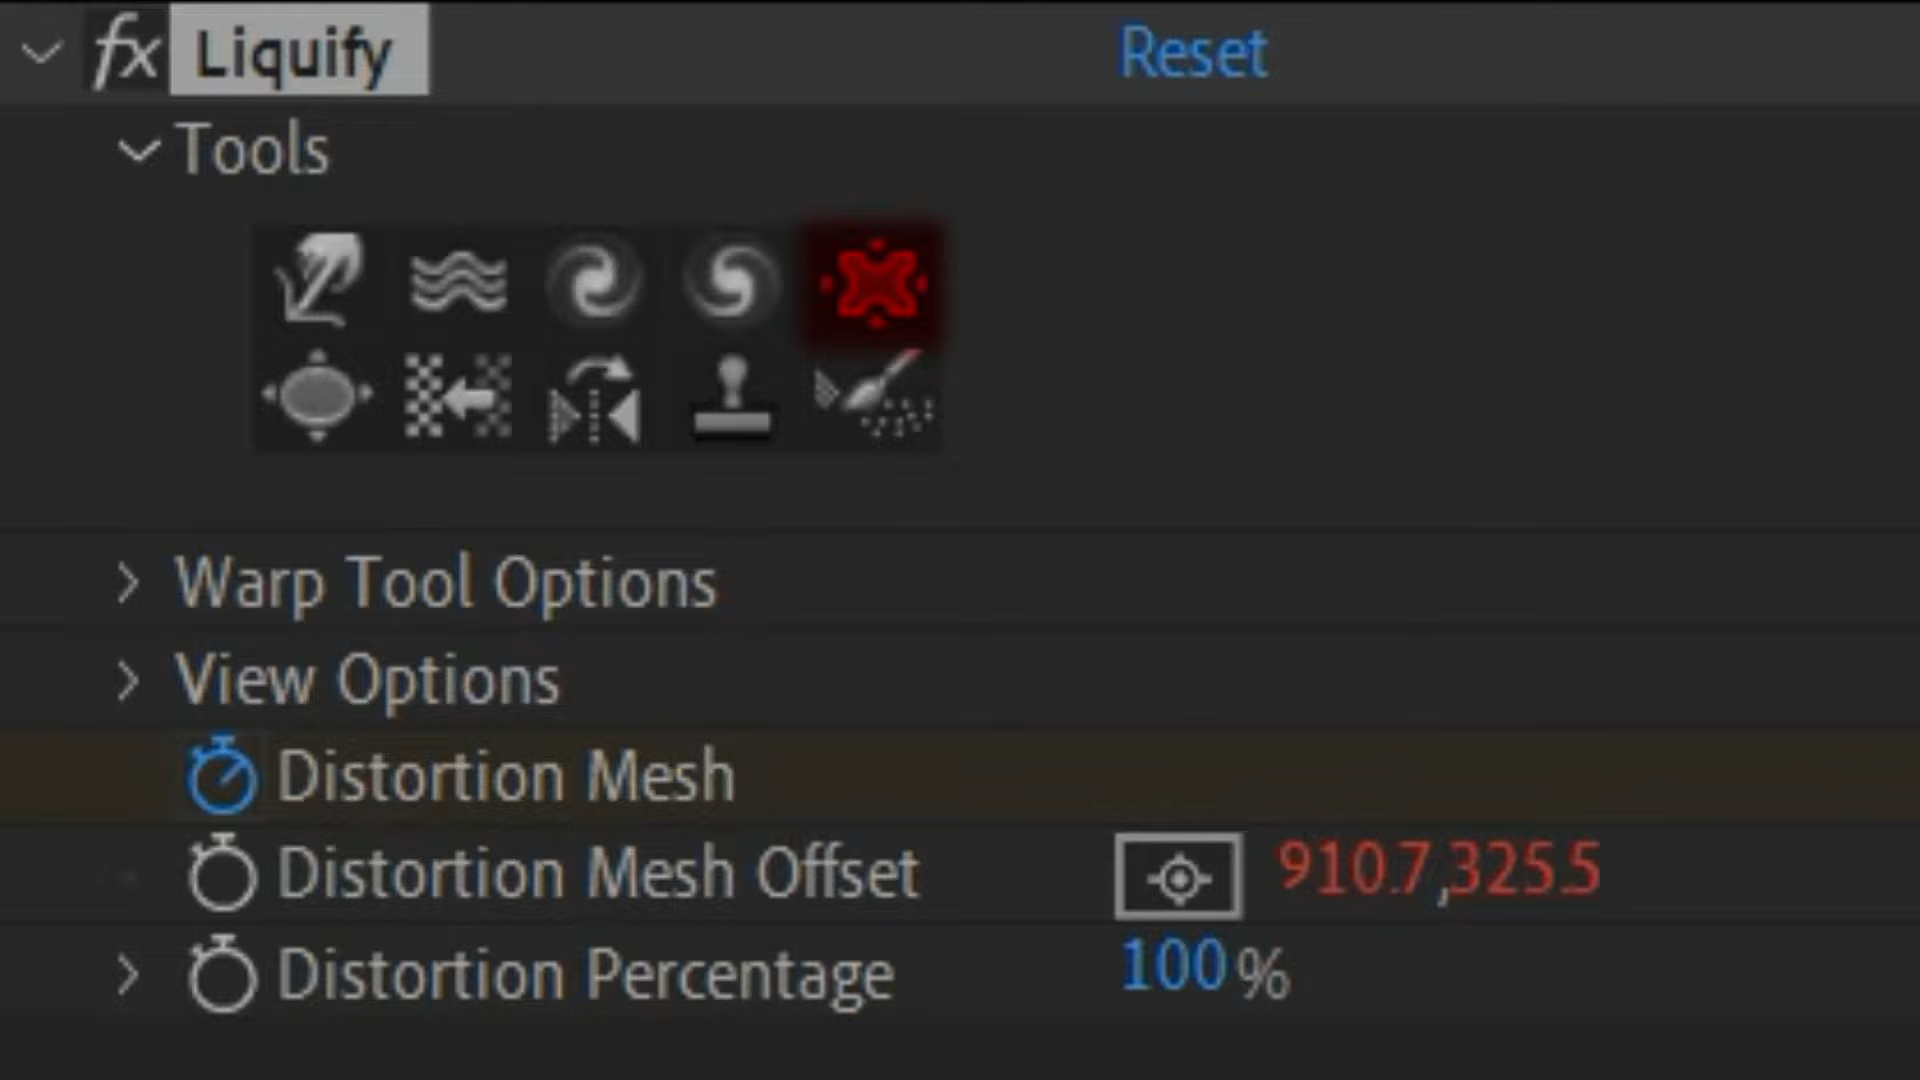 fx Liquify Reset
Tools
Warp Tool Options
View Options
Distortion Mesh
Distortion Mesh Offset 910.7,325.5
Distortion Percentage 100%